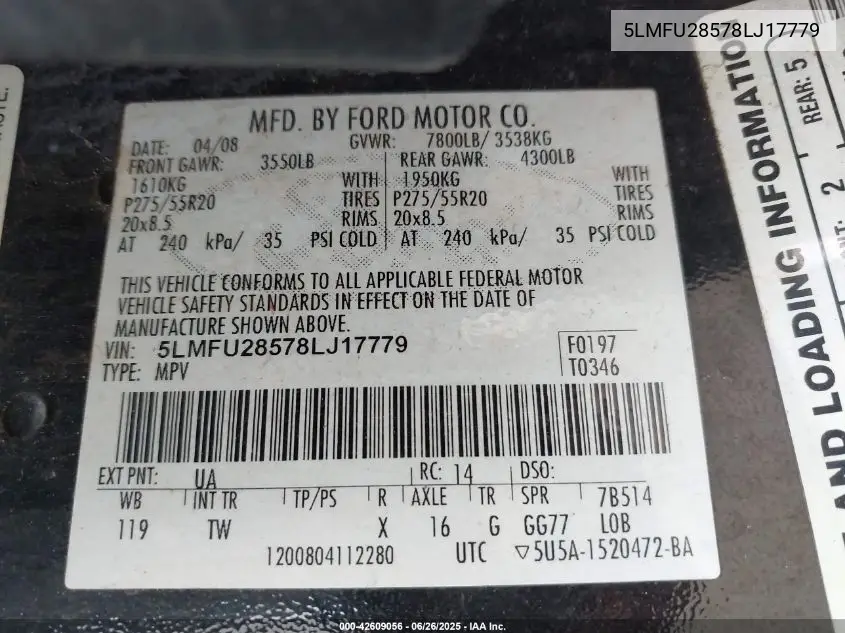 5LMFU28578LJ17779
MFD. BY FORD MOTOR CO.
DATE: 04/08 GVWR: 7800LB/ 3538KG
FRONT GAWR: 3550LB REAR GAWR: 4300LB
1610KG WITH 1950KG WITH
P275/55R20 TIRES P275/55R20 TIRES
20x8.5 RIMS 20x8.5 RIMS
AT 240 kPa/ 35 PSI COLD AT 240 kPa/ 35 PSI COLD
THIS VEHICLE CONFORMS TO ALL APPLICABLE FEDERAL MOTOR
VEHICLE SAFETY STANDARDS IN EFFECT ON THE DATE OF
MANUFACTURE SHOWN ABOVE.
VIN: 5LMFU28578LJ17779 F0197
TYPE: MPV T0346
EXT PNT: UA RC: 14 DSO:
WB INT TR TP/PS R AXLE TR SPR 7B514
119 TW X 16 G GG77 LOB
1200804112280 UTC ▽5U5A-1520472-BA
AND LOADING INFORMATION
REAR: 5
2
000-42609056 - 06/26/2025 - IAA Inc.